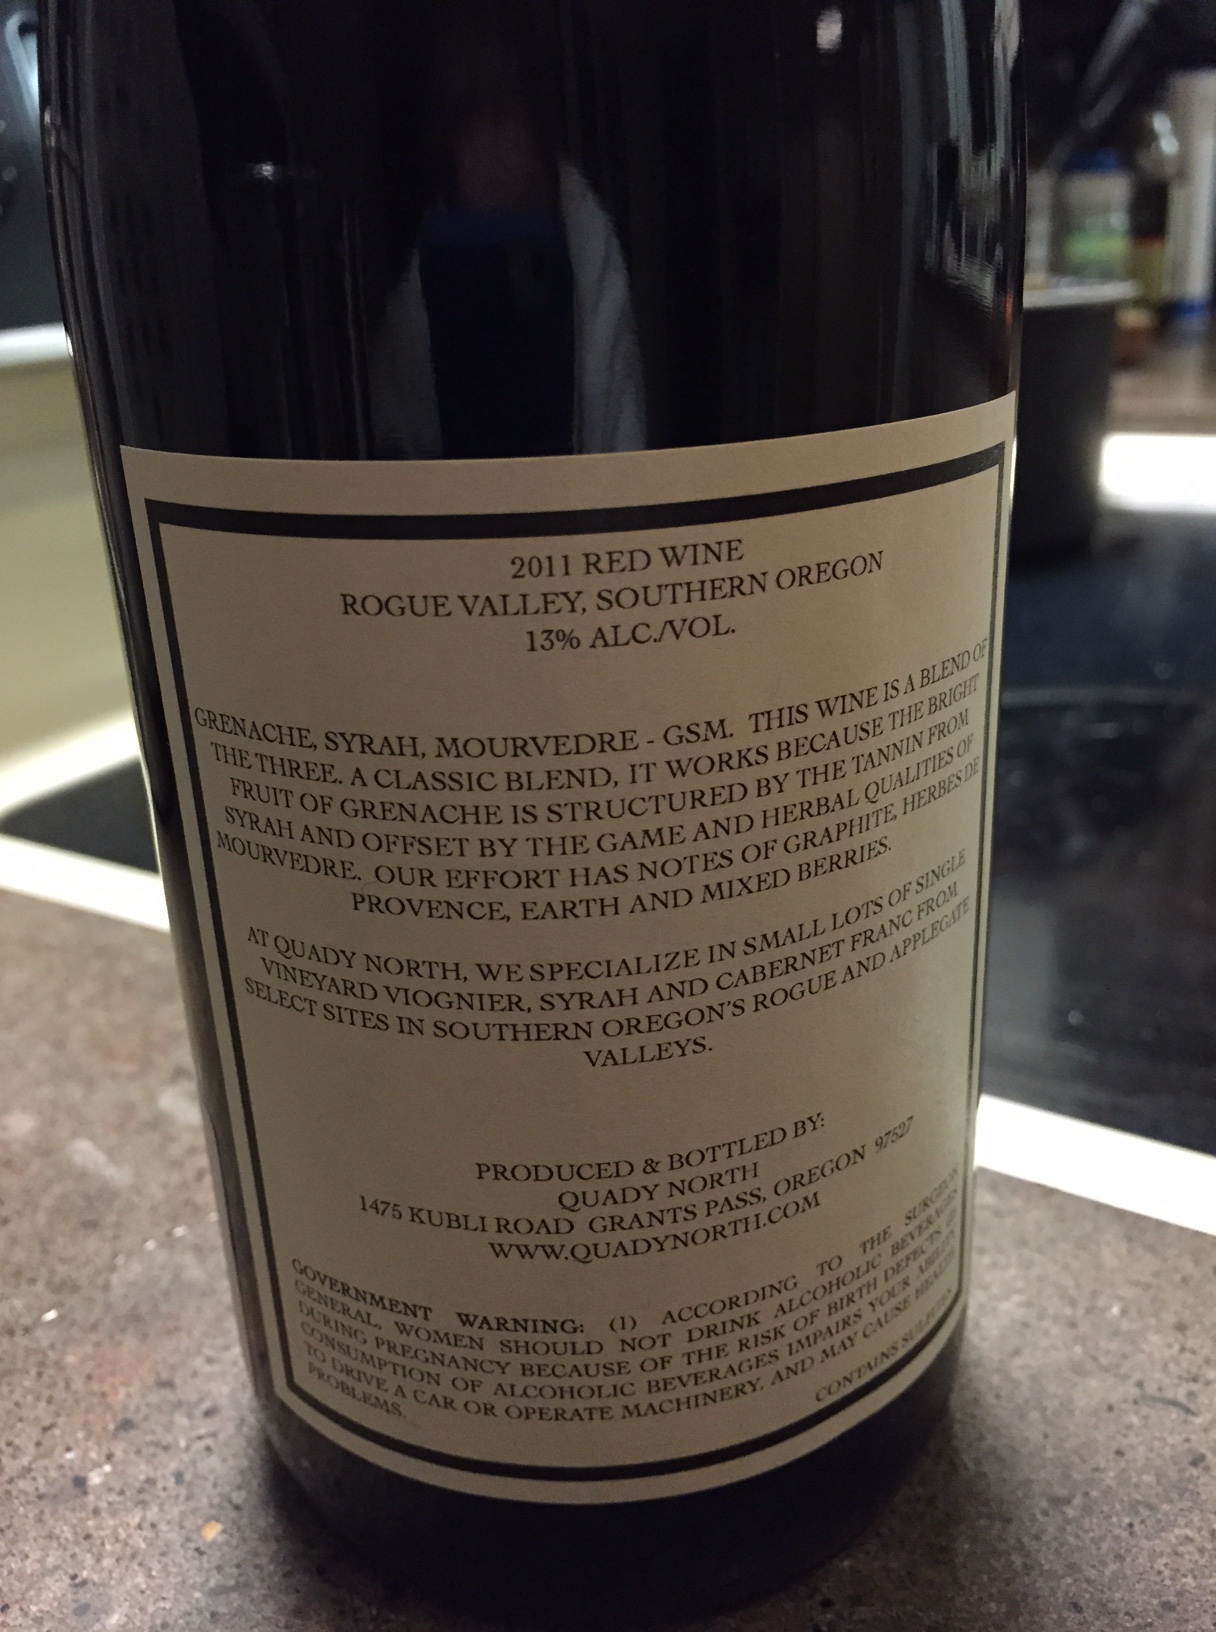 2011 RED WINE
ROGUE VALLEY, SOUTHERN OREGON
13% ALC./VOL.
GRENACHE, SYRAH, MOURVEDRE - GSM. THIS WINE IS A BLEND OF
THE THREE. A CLASSIC BLEND, IT WORKS BECAUSE THE BRIGHT
FRUIT OF GRENACHE IS STRUCTURED BY THE TANNIN FROM
SYRAH AND OFFSET BY THE GAME AND HERBAL QUALITIES OF
MOURVEDRE. OUR EFFORT HAS NOTES OF GRAPHITE, HERBES DE
PROVENCE, EARTH AND MIXED BERRIES.
AT QUADY NORTH, WE SPECIALIZE IN SMALL LOTS OF SINGLE
VINEYARD VIOGNIER, SYRAH AND CABERNET FRANC FROM
SELECT SITES IN SOUTHERN OREGON'S ROGUE AND APPLEGATE
VALLEYS.
PRODUCED & BOTTLED BY:
QUADY NORTH
1475 KUBLI ROAD GRANTS PASS, OREGON 97527
WWW.QUADYNORTH.COM
GOVERNMENT WARNING: (1) ACCORDING TO THE SURGEON
GENERAL, WOMEN SHOULD NOT DRINK ALCOHOLIC BEVERAGES
DURING PREGNANCY BECAUSE OF THE RISK OF BIRTH DEFECTS (2)
CONSUMPTION OF ALCOHOLIC BEVERAGES IMPAIRS YOUR ABILITY
TO DRIVE A CAR OR OPERATE MACHINERY, AND MAY CAUSE HEALTH
PROBLEMS.
CONTAINS SULFITES